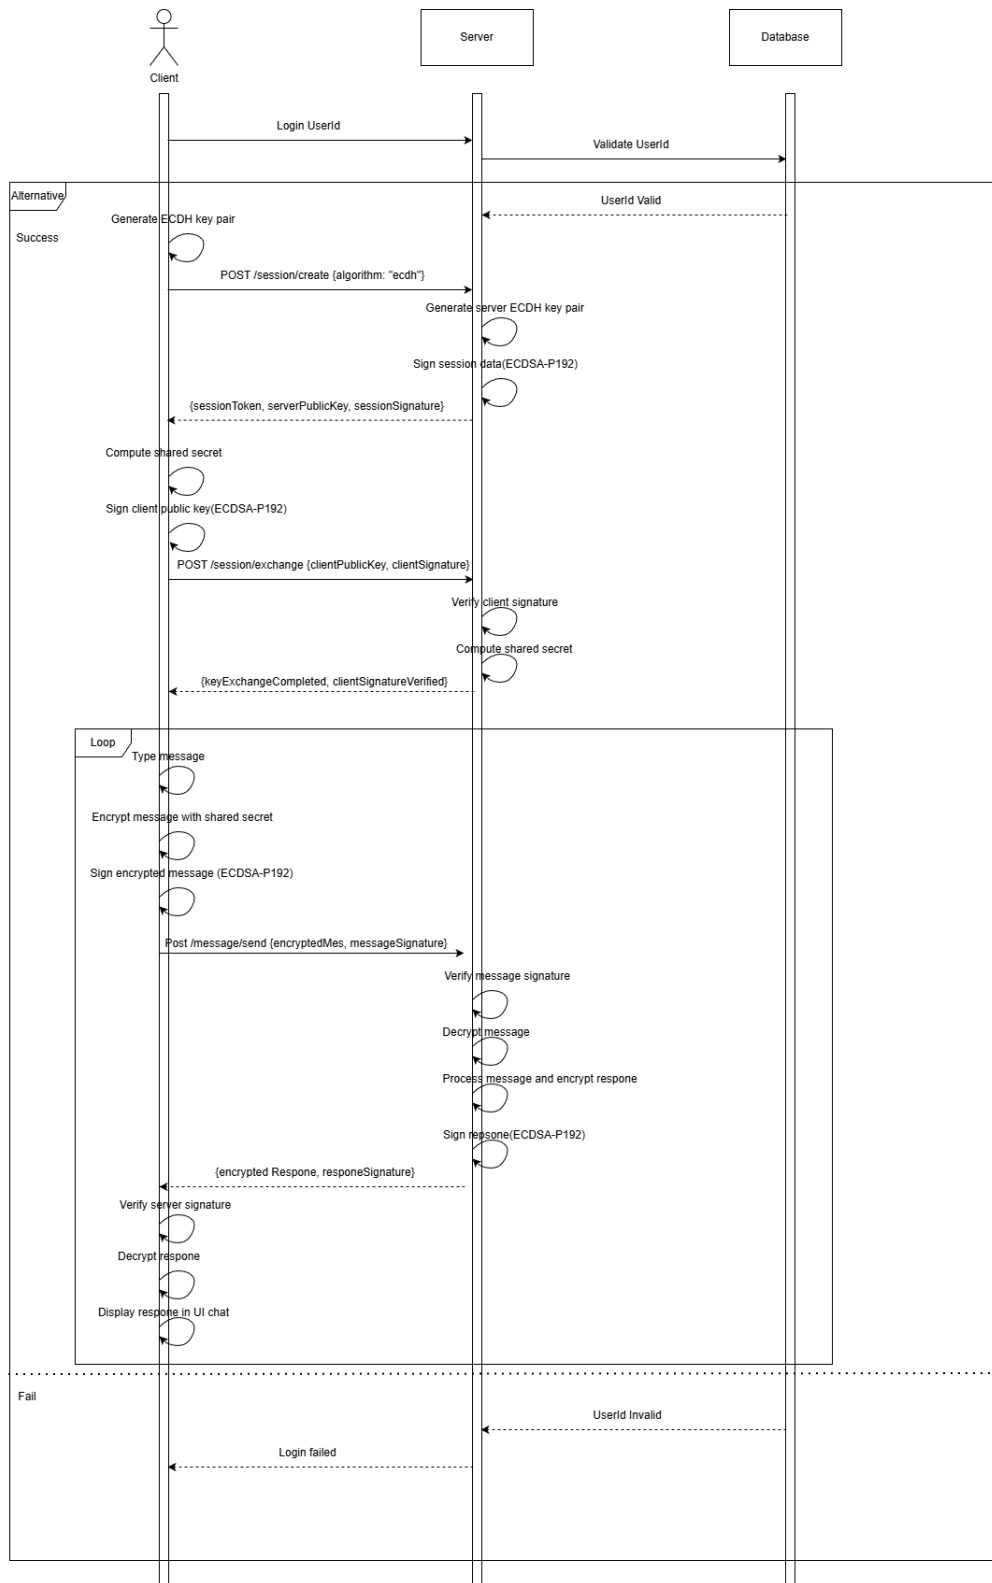 Client
Server
Database
Login UserId
Validate UserId
Alternative
UserId Valid
Success
Generate ECDH key pair
POST /session/create {algorithm: "ecdh"}
Generate server ECDH key pair
Sign session data(ECDSA-P192)
{sessionToken, serverPublicKey, sessionSignature}
Compute shared secret
Sign client public key(ECDSA-P192)
POST /session/exchange {clientPublicKey, clientSignature}
Verify client signature
Compute shared secret
{keyExchangeCompleted, clientSignatureVerified}
Loop
Type message
Encrypt message with shared secret
Sign encrypted message (ECDSA-P192)
Post /message/send {encryptedMes, messageSignature}
Verify message signature
Decrypt message
Process message and encrypt respone
Sign repsone(ECDSA-P192)
{encrypted Respone, responeSignature}
Verify server signature
Decrypt respone
Display respone in UI chat
Fail
UserId Invalid
Login failed